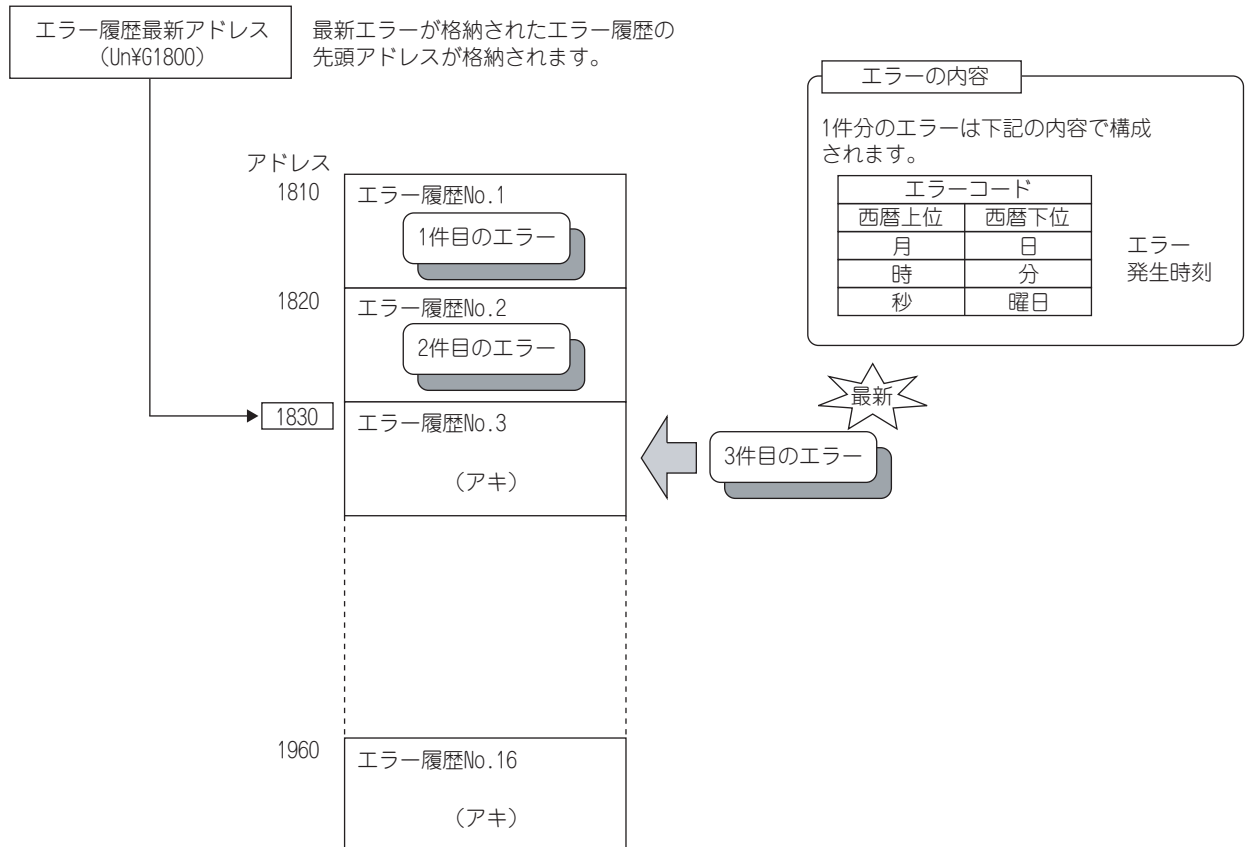 エラー履歴最新アドレス
(Un¥G1800)
最新エラーが格納されたエラー履歴の
先頭アドレスが格納されます。
エラーの内容
1件分のエラーは下記の内容で構成
されます。
エラーコード
西暦上位 西暦下位
月 日
時 分
秒 曜日
エラー
発生時刻
アドレス
1810
エラー履歴No.1
1件目のエラー
1820
エラー履歴No.2
2件目のエラー
1830
エラー履歴No.3
(アキ)
最新
3件目のエラー
1960
エラー履歴No.16
(アキ)